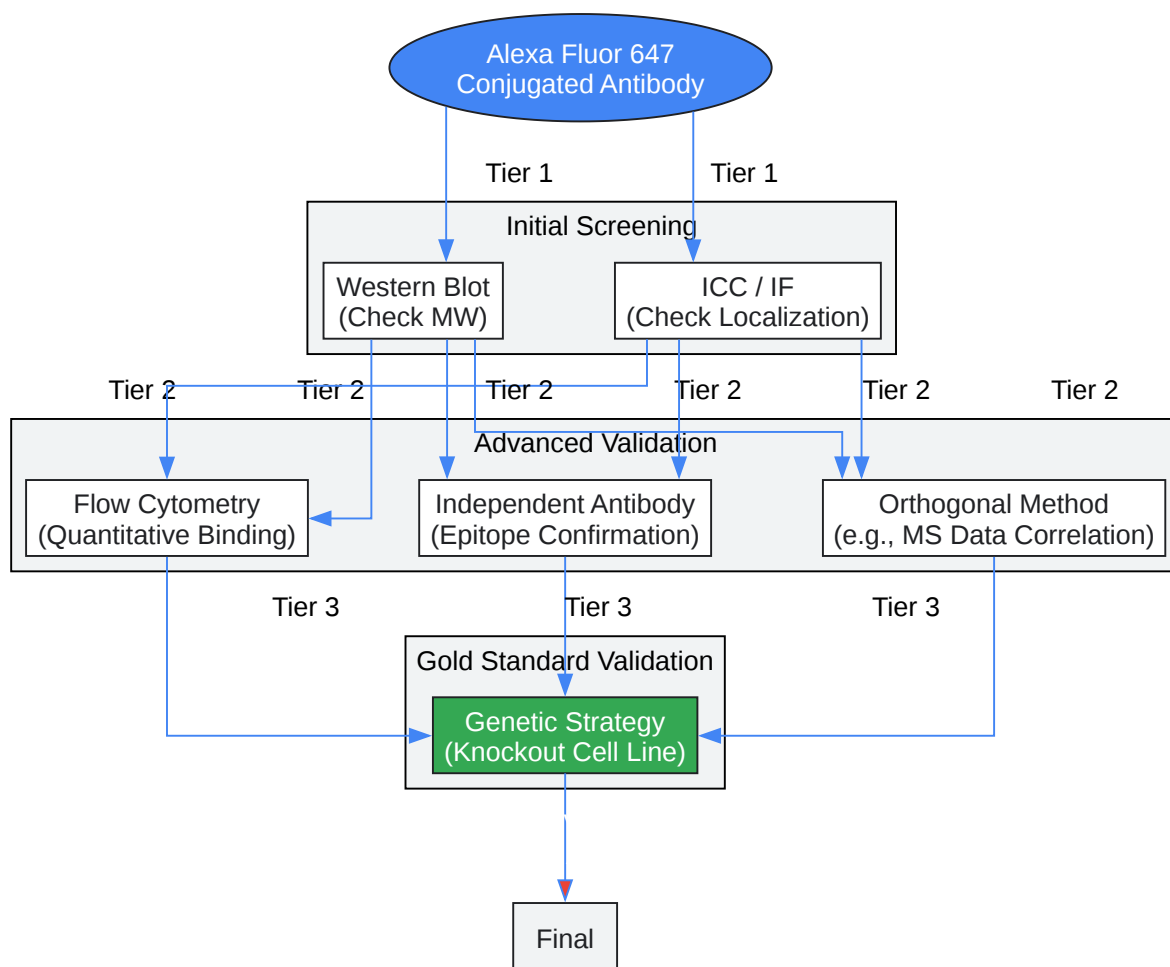 Alexa Fluor 647
Conjugated Antibody
Tier 1
Tier 1
Initial Screening
Western Blot
(Check MW)
ICC / IF
(Check Localization)
Tier 2
Tier 2
Tier 2
Tier 2
Tier 2
Tier 2
Advanced Validation
Flow Cytometry
(Quantitative Binding)
Independent Antibody
(Epitope Confirmation)
Orthogonal Method
(e.g., MS Data Correlation)
Tier 3
Tier 3
Tier 3
Gold Standard Validation
Genetic Strategy
(Knockout Cell Line)
Final